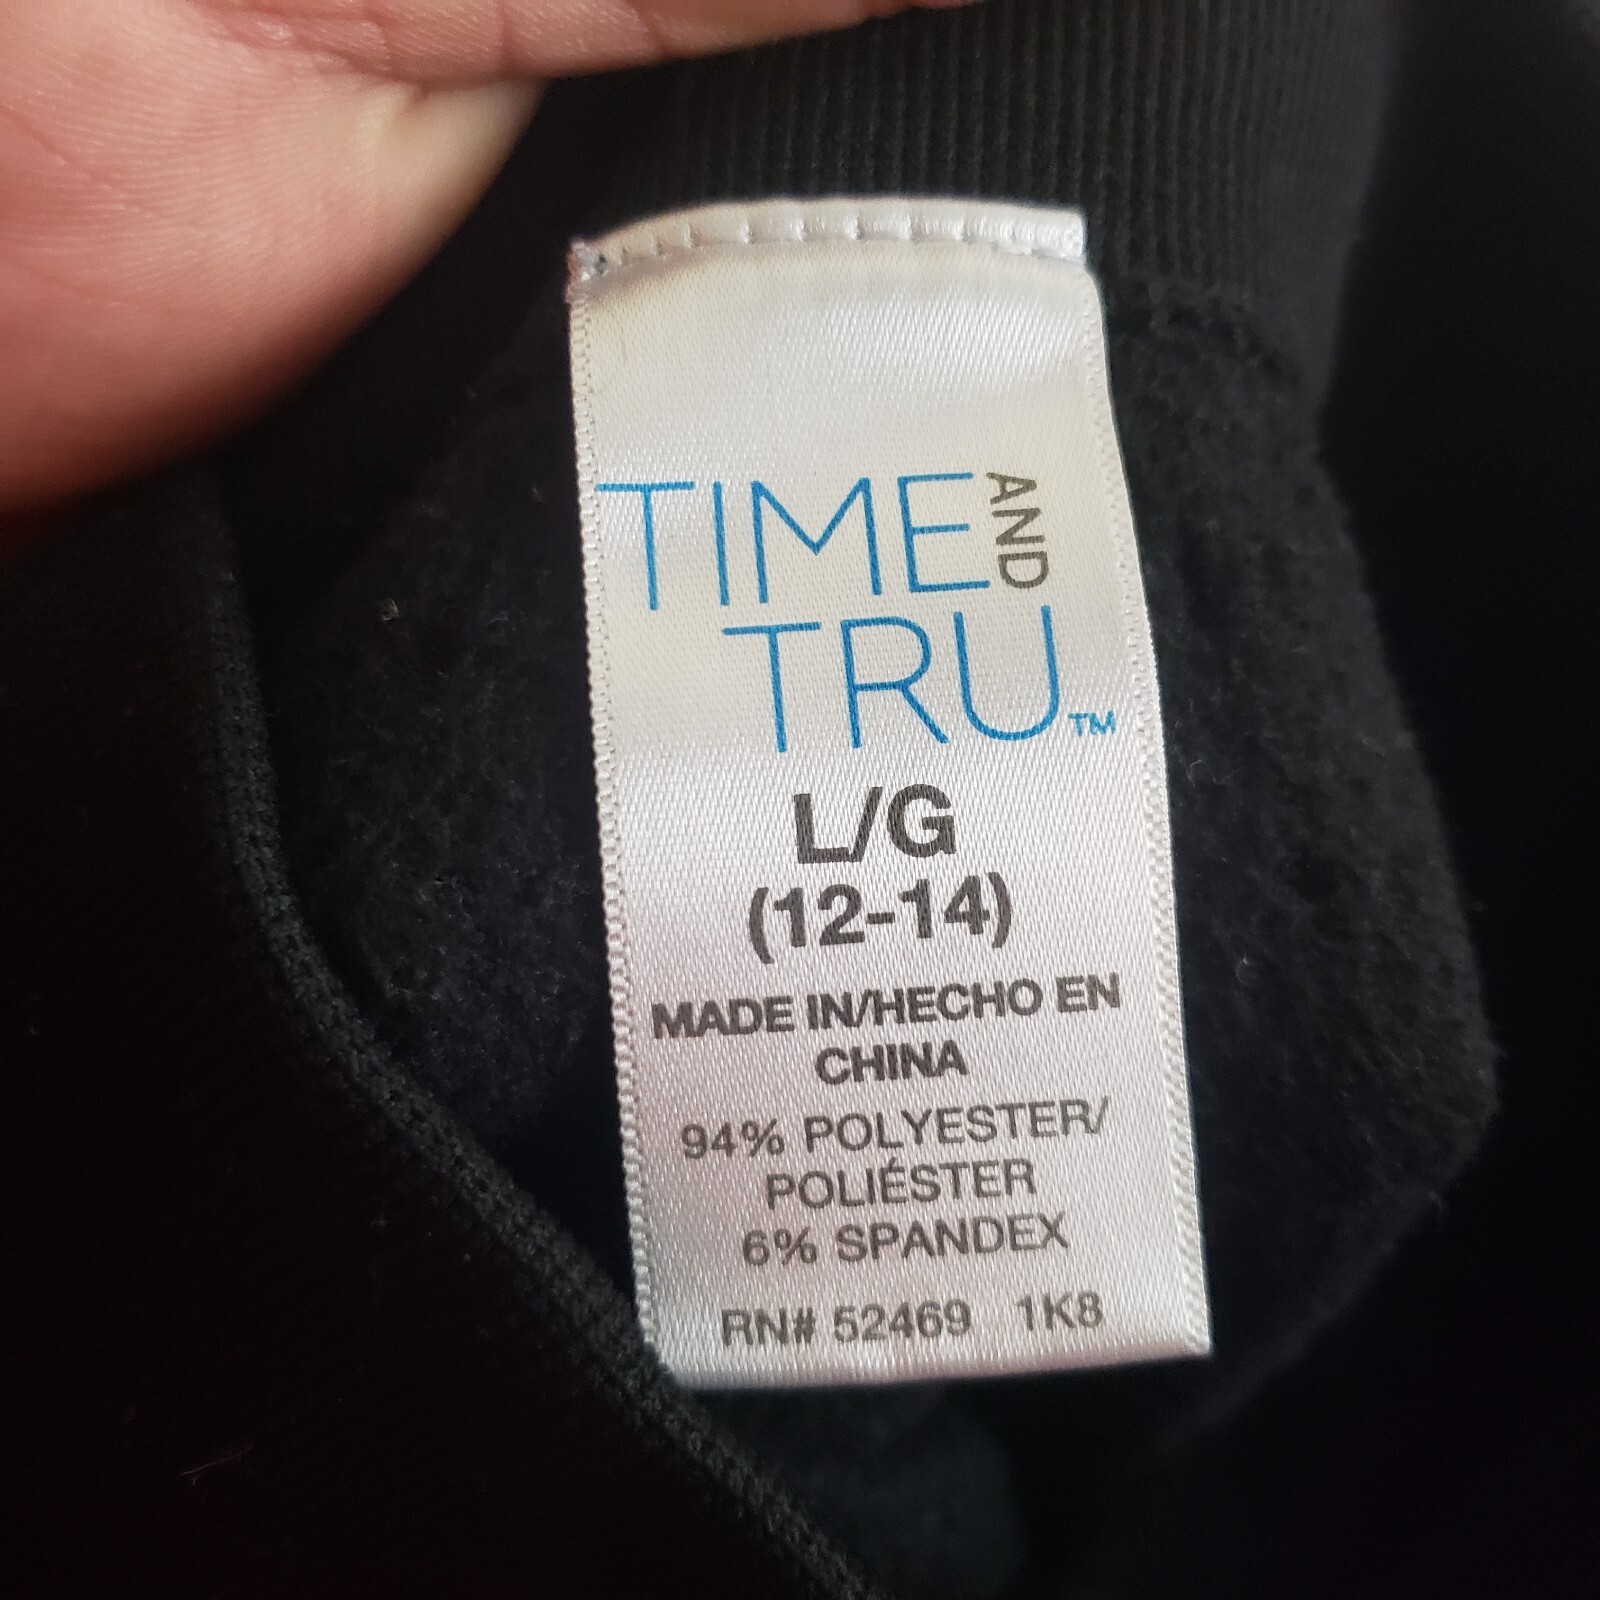 TIME AND
TRU™
L/G
(12-14)
MADE IN/HECHO EN
CHINA
94% POLYESTER/
POLIÉSTER
6% SPANDEX
RN# 52469 1K8